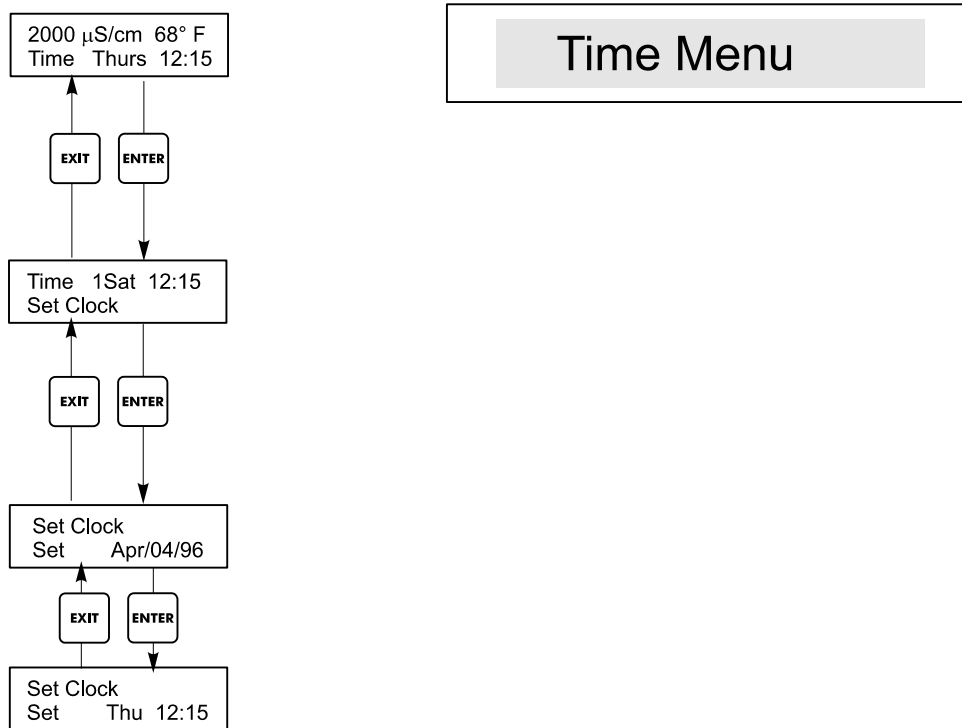 2000 μS/cm 68° F
Time Thurs 12:15
EXIT ENTER
Time 1Sat 12:15
Set Clock
EXIT ENTER
Set Clock
Set Apr/04/96
EXIT ENTER
Set Clock
Set Thu 12:15
Time Menu